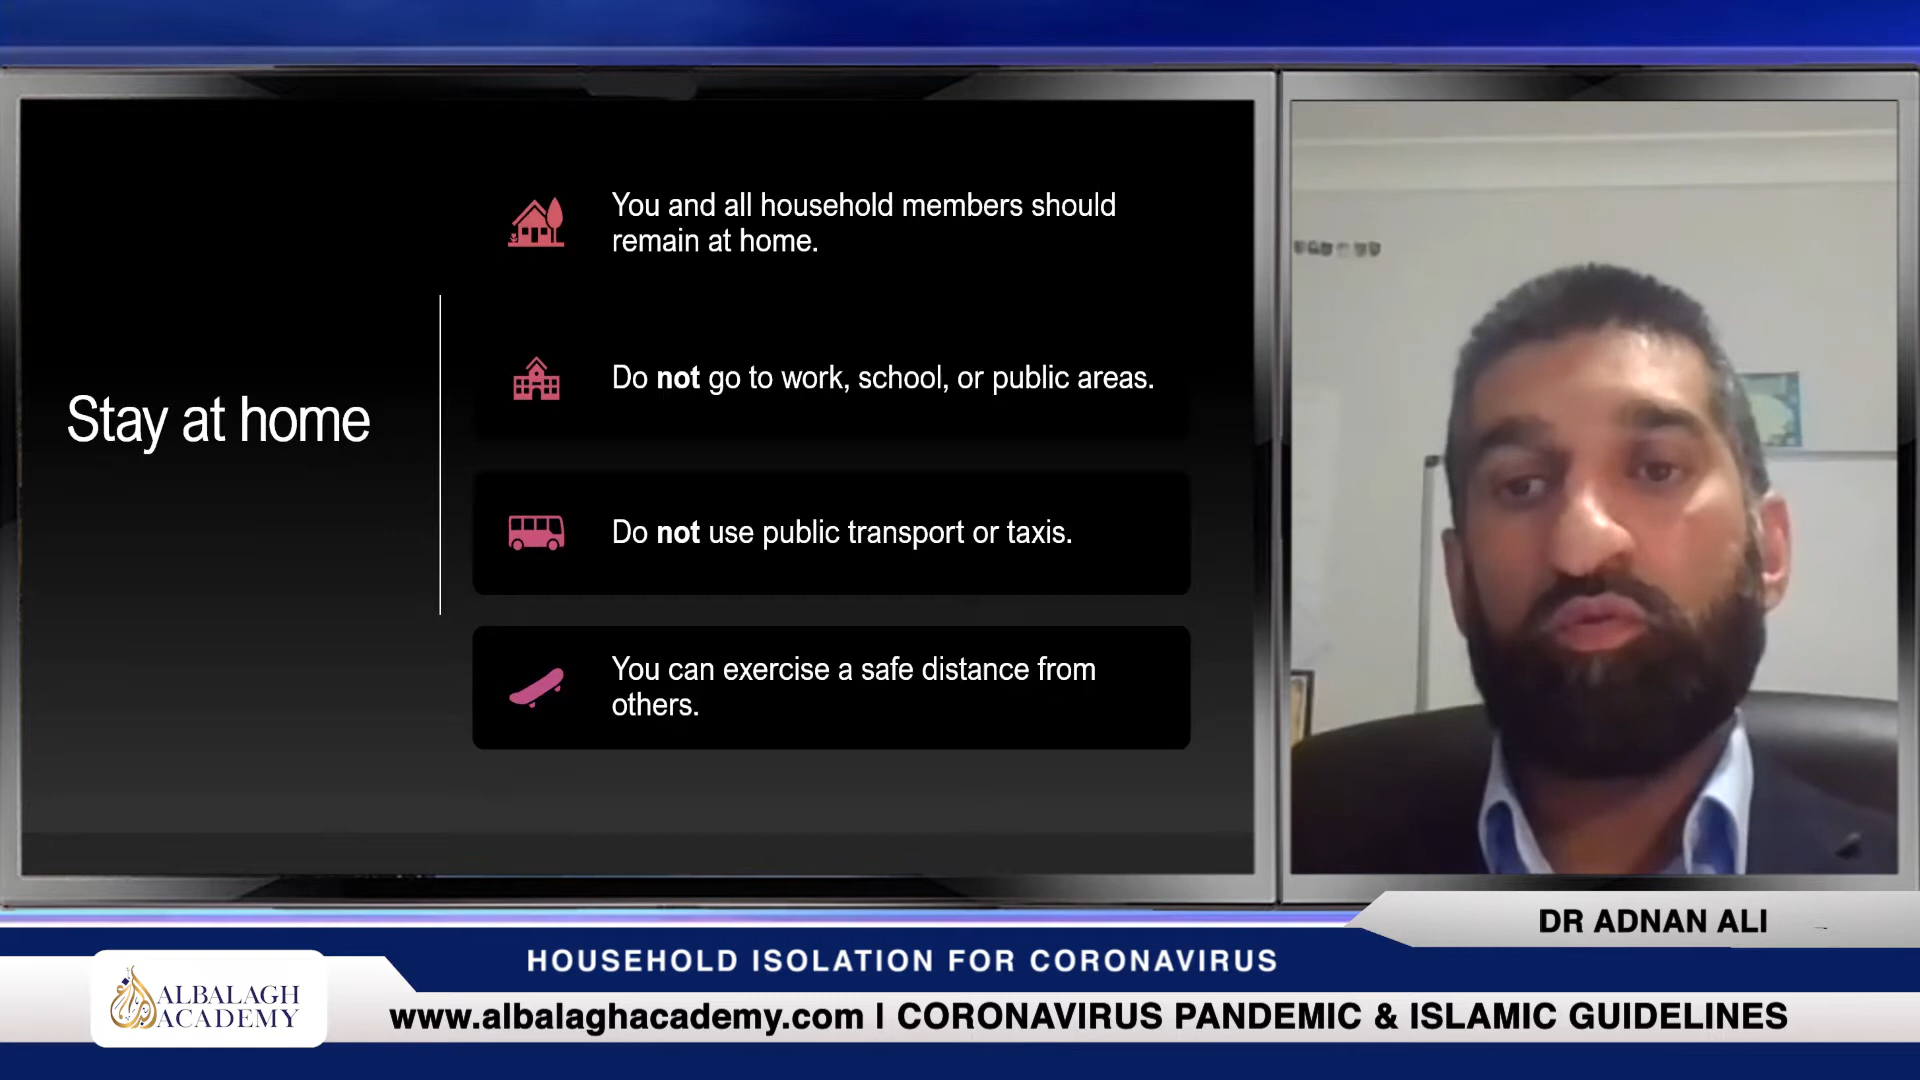 Stay at home
You and all household members should
remain at home.
Do not go to work, school, or public areas.
Do not use public transport or taxis.
You can exercise a safe distance from
others.
DR ADNAN ALI
HOUSEHOLD ISOLATION FOR CORONAVIRUS
ALBALAGH
ACADEMY
www.albalaghacademy.com | CORONAVIRUS PANDEMIC & ISLAMIC GUIDELINES